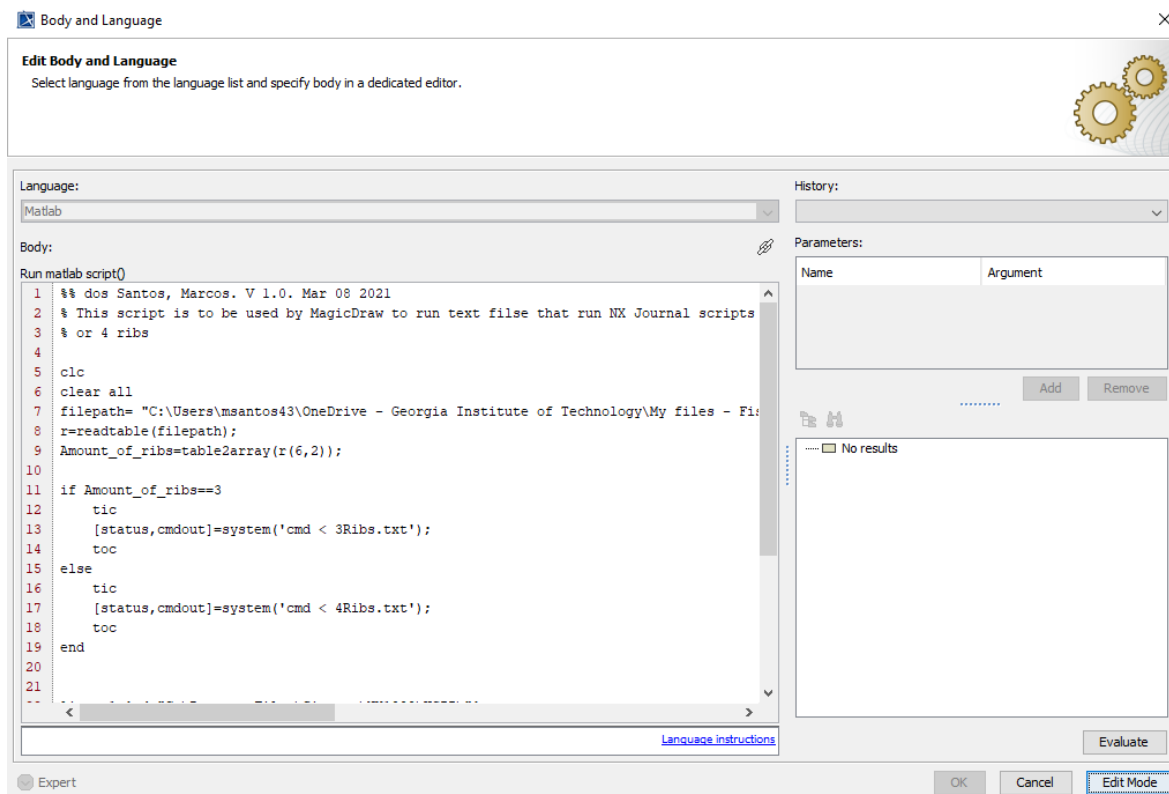 Body and Language
Edit Body and Language
Select language from the language list and specify body in a dedicated editor.
Language:
Matlab
Body:
Run matlab script()
1 %% dos Santos, Marcos. V 1.0. Mar 08 2021
2 % This script is to be used by MagicDraw to run text filse that run NX Journal scripts
3 % or 4 ribs
4
5 clc
6 clear all
7 filepath= "C:\Users\msantos43\OneDrive - Georgia Institute of Technology\My files - Fi
8 r=readtable(filepath);
9 Amount_of_ribs=table2array(r(6,2));
10
11 if Amount_of_ribs==3
12 tic
13 [status,cmdout]=system('cmd < 3Ribs.txt');
14 toc
15 else
16 tic
17 [status,cmdout]=system('cmd < 4Ribs.txt');
18 toc
19 end
20
21
Language instructions
History:
Parameters:
Name Argument
Add Remove
No results
Evaluate
Expert
OK Cancel Edit Mode